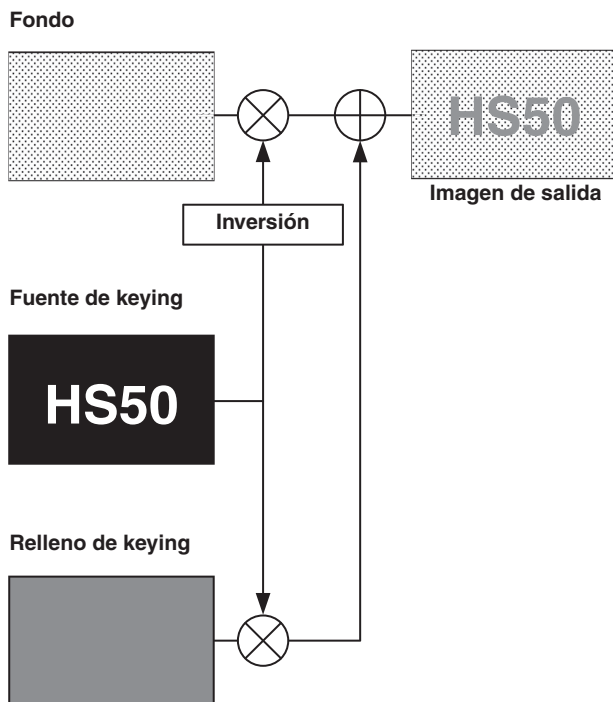 Fondo
HS50
Imagen de salida
Inversión
Fuente de keying
HS50
Relleno de keying